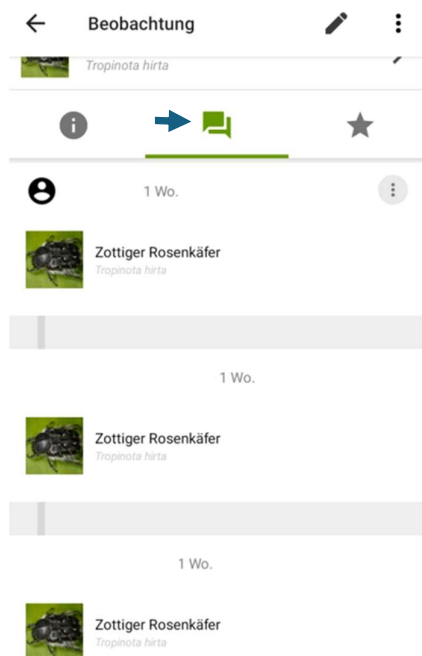 Beobachtung
Tropinota hirta
1 Wo.
Zottiger Rosenkäfer
Tropinota hirta
1 Wo.
Zottiger Rosenkäfer
Tropinota hirta
1 Wo.
Zottiger Rosenkäfer
Tropinota hirta